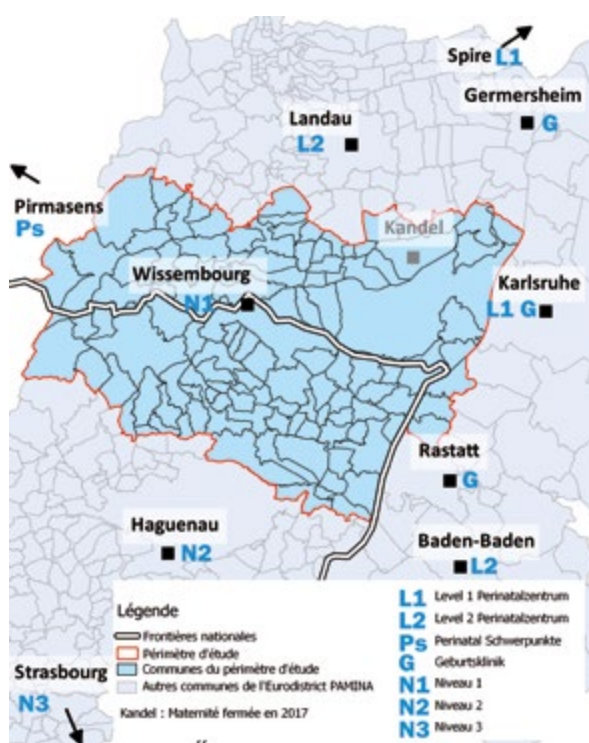 Spire L1
Germersheim
G
Landau
L2
Pirmasens
Ps
Kandel
Wissembourg
N1
Karlsruhe
L1 G
Rastatt
G
Haguenau
N2
Baden-Baden
L2
Strasbourg
N3
Légende
Frontières nationales
Périmètre d'étude
Communes du périmètre d'étude
Autres communes de l'Eurodistrict PAMINA
Kandel : Maternité fermée en 2017
L1 Level 1 Perinatalzentrum
L2 Level 2 Perinatalzentrum
Ps Perinatal Schwerpunkte
G Geburtsklinik
N1 Niveau 1
N2 Niveau 2
N3 Niveau 3